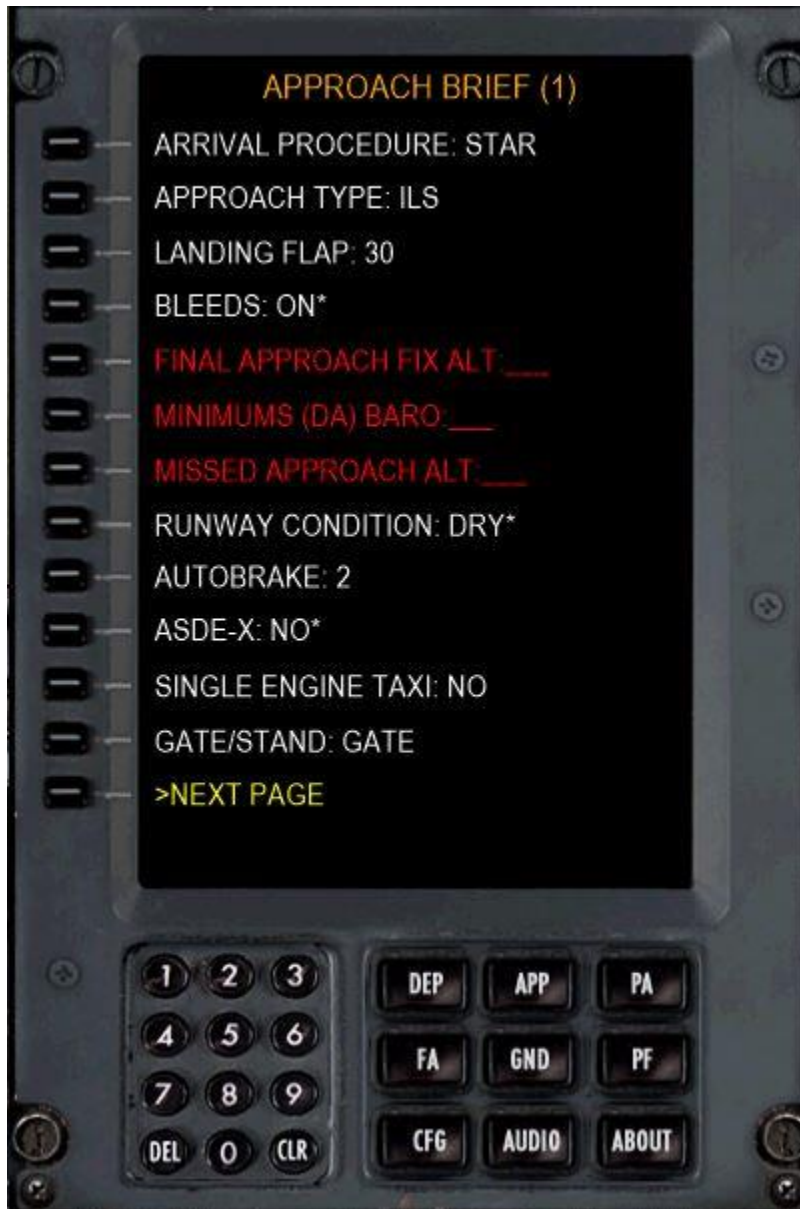 APPROACH BRIEF (1)
ARRIVAL PROCEDURE: STAR
APPROACH TYPE: ILS
LANDING FLAP: 30
BLEEDS: ON*
FINAL APPROACH FIX ALT:___
MINIMUMS (DA) BARO:___
MISSED APPROACH ALT:___
RUNWAY CONDITION: DRY*
AUTOBRAKE: 2
ASDE-X: NO*
SINGLE ENGINE TAXI: NO
GATE/STAND: GATE
>NEXT PAGE
1 2 3 DEP APP PA
4 5 6 FA GND PF
7 8 9 CFG AUDIO ABOUT
DEL 0 CLR